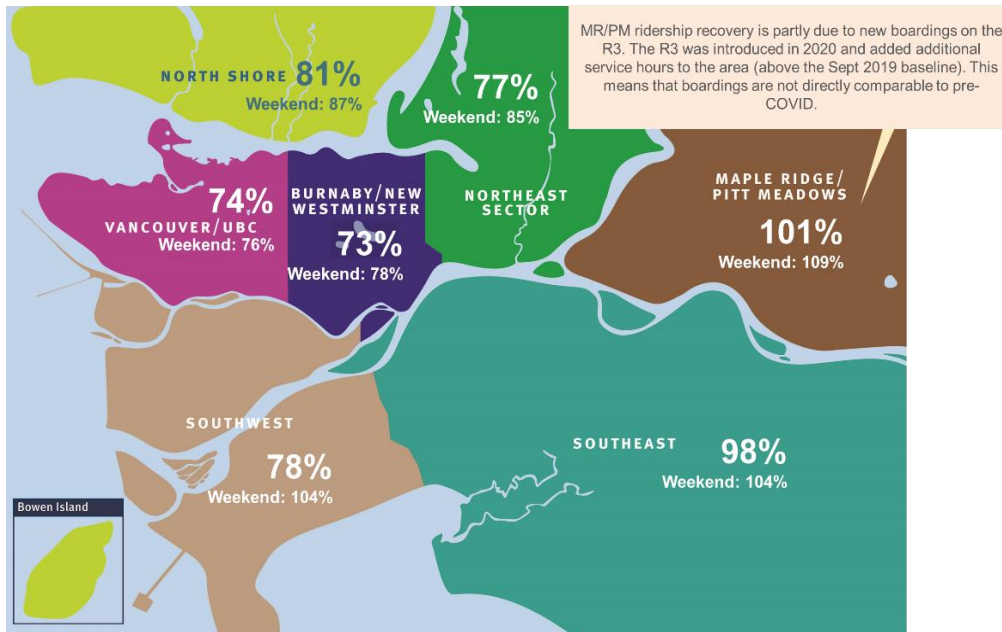 MR/PM ridership recovery is partly due to new boardings on the
R3. The R3 was introduced in 2020 and added additional
service hours to the area (above the Sept 2019 baseline). This
means that boardings are not directly comparable to pre-
COVID.
NORTH SHORE 81%
Weekend: 87%
77%
Weekend: 85%
NORTHEAST
SECTOR
MAPLE RIDGE/
PITT MEADOWS
101%
Weekend: 109%
74%
VANCOUVER/UBC
Weekend: 76%
BURNABY/NEW
WESTMINSTER
73%
Weekend: 78%
SOUTHWEST
78%
Weekend: 104%
SOUTHEAST
98%
Weekend: 104%
Bowen Island